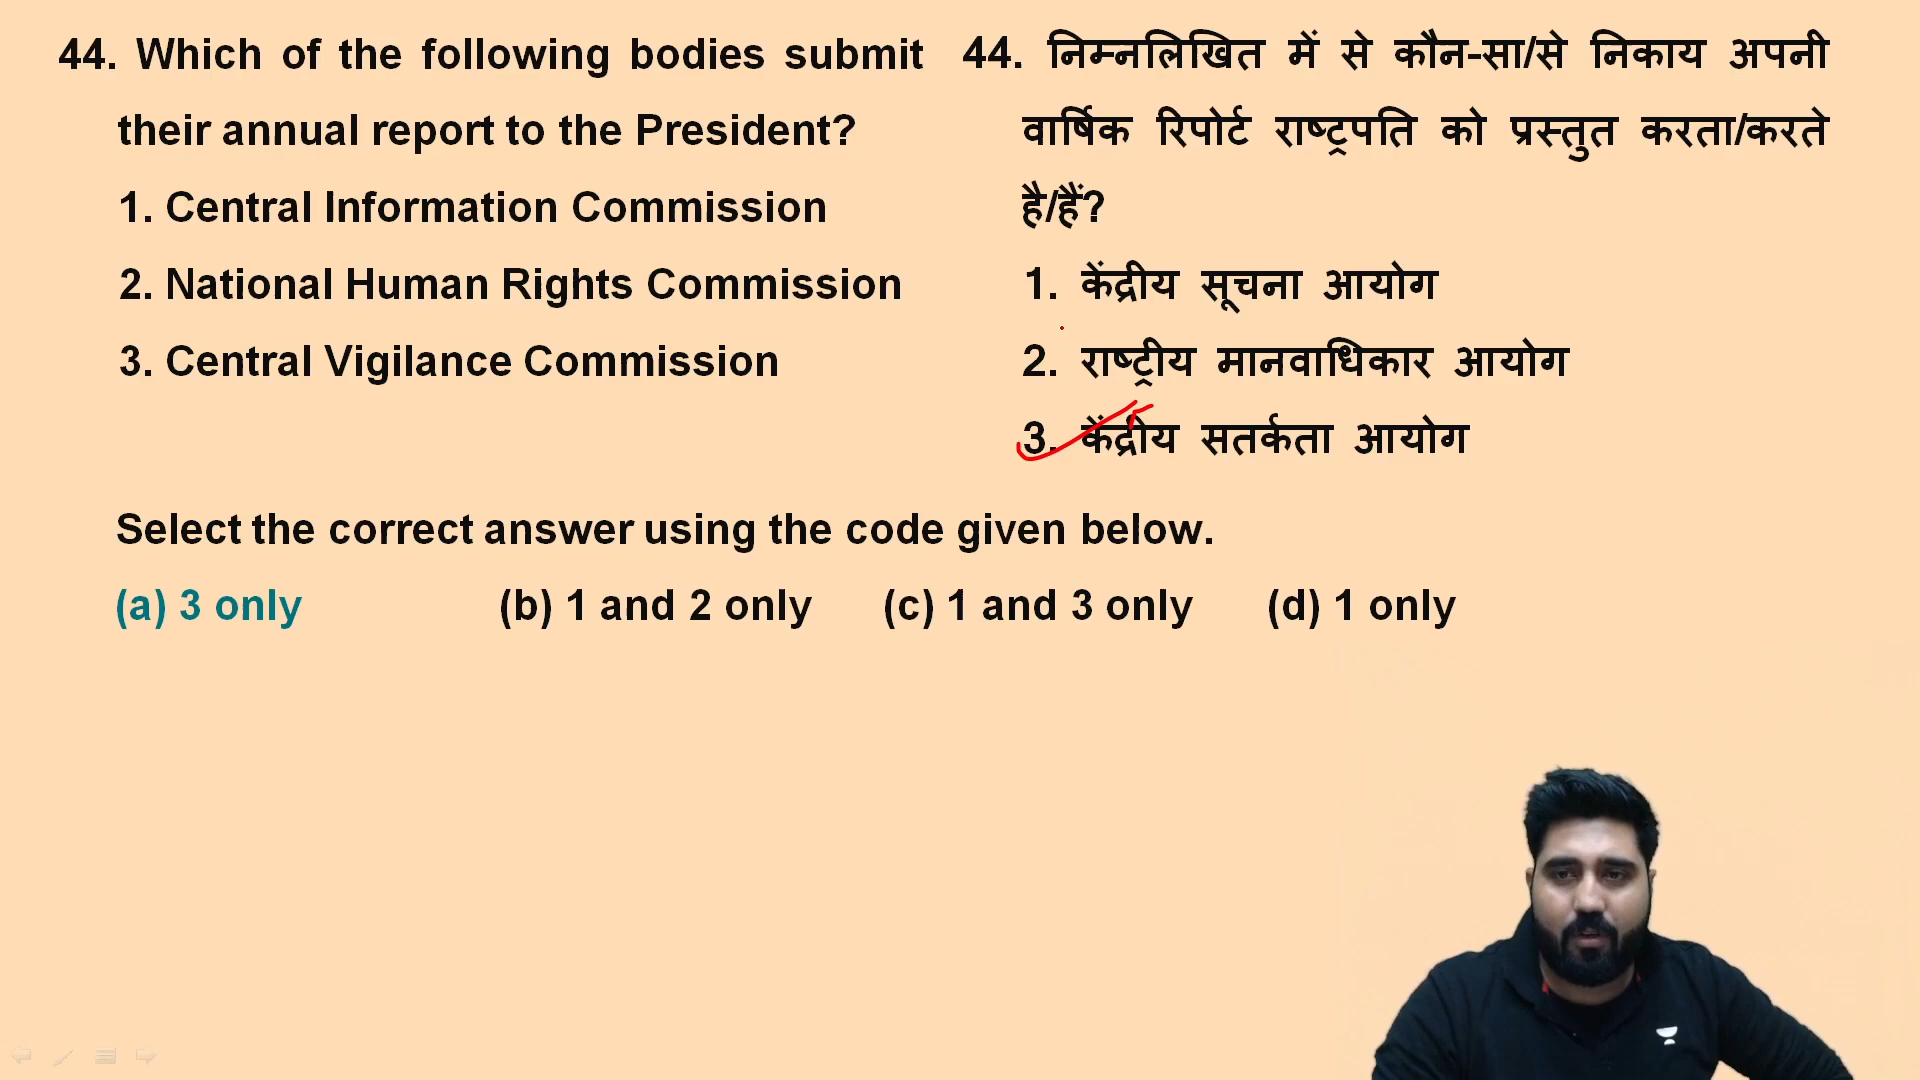 44. Which of the following bodies submit
their annual report to the President?
1. Central Information Commission
2. National Human Rights Commission
3. Central Vigilance Commission
44. निम्नलिखित में से कौन-सा/से निकाय अपनी
वार्षिक रिपोर्ट राष्ट्रपति को प्रस्तुत करता/करते
है/हैं?
1. केंद्रीय सूचना आयोग
2. राष्ट्रीय मानवाधिकार आयोग
3. केंद्रीय सतर्कता आयोग
Select the correct answer using the code given below.
(a) 3 only (b) 1 and 2 only (c) 1 and 3 only (d) 1 only